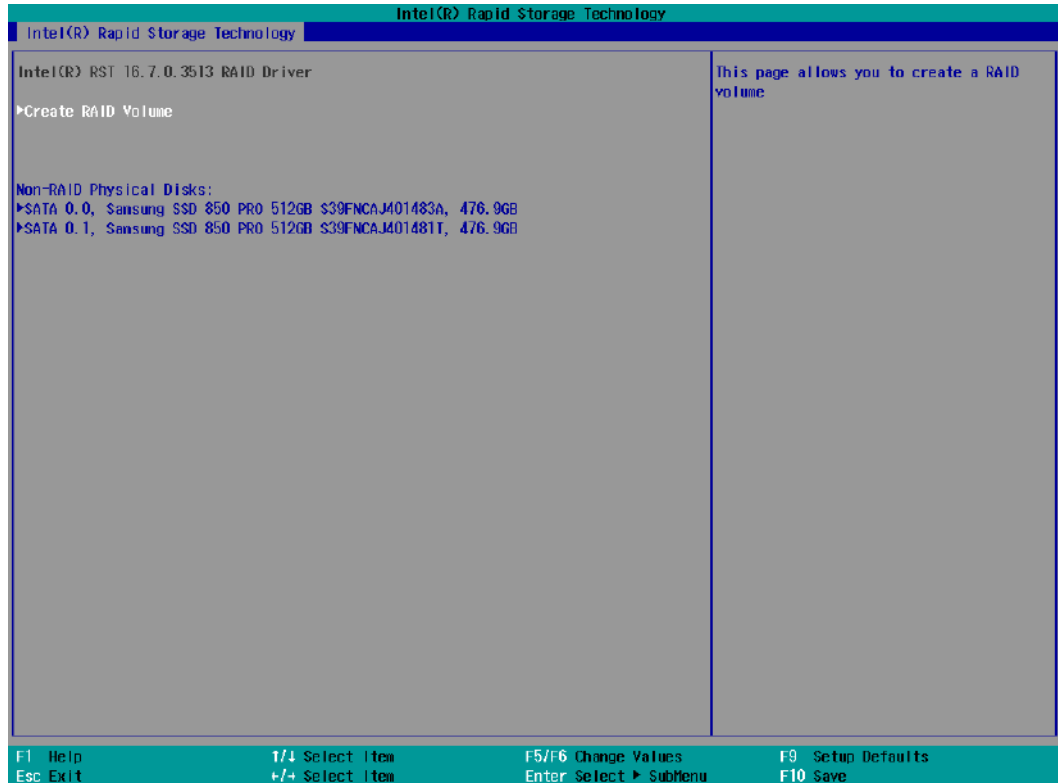 Intel(R) Rapid Storage Technology
Intel(R) Rapid Storage Technology
Intel(R) RST 16.7.0.3513 RAID Driver
This page allows you to create a RAID
volume
▶Create RAID Volume
Non-RAID Physical Disks:
▶SATA 0.0, Samsung SSD 850 PRO 512GB S39FNCAJ401483A, 476.9GB
▶SATA 0.1, Samsung SSD 850 PRO 512GB S39FNCAJ401481T, 476.9GB
F1 Help ↑/↓ Select Item F5/F6 Change Values F9 Setup Defaults
Esc Exit ←/→ Select Item Enter Select ▶ SubMenu F10 Save